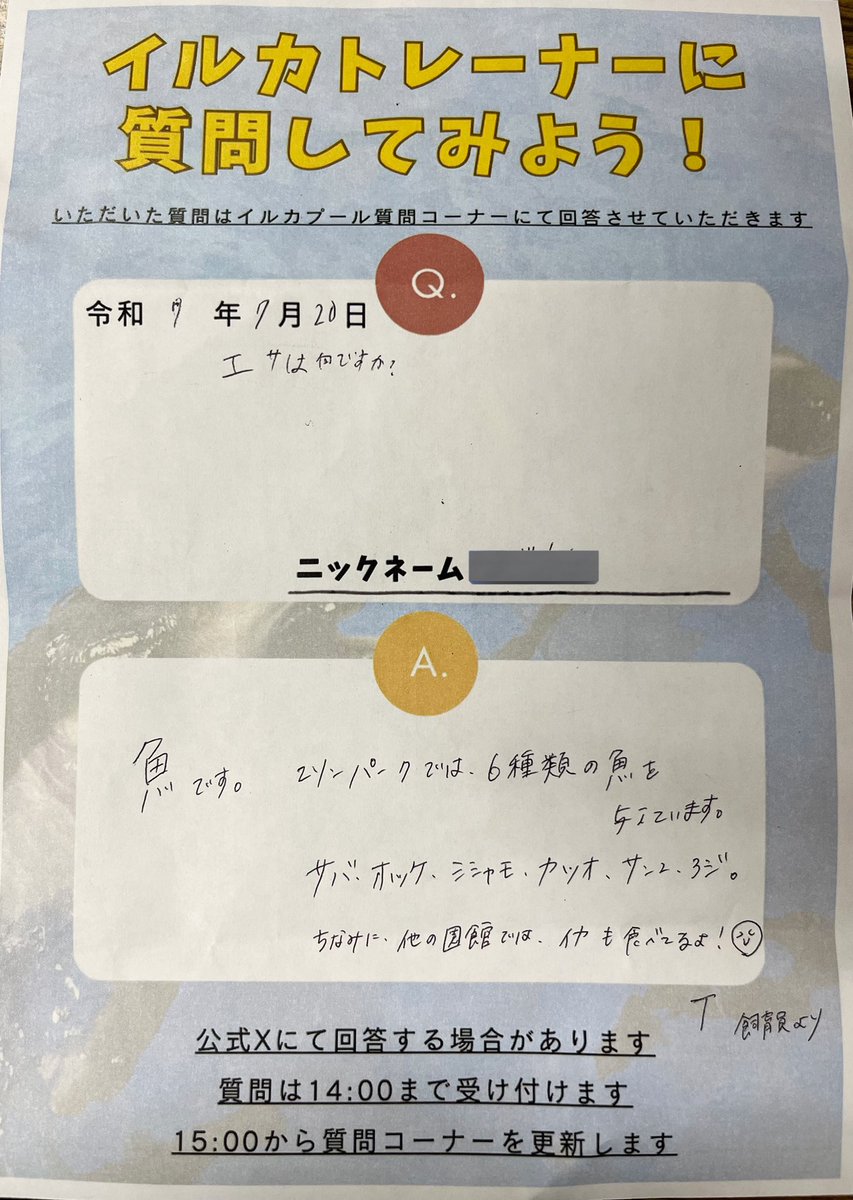 イルカトレーナーに
質問してみよう！
いただいた質問はイルカプール質問コーナーにて回答させていただきます
Q.
令和 7 年 7月20日
エサは何ですか?
ニックネーム
A.
魚です。 マリンパークでは、6種類の魚を
与えています。
サバ、ホッケ、シシャモ、カツオ、サンマ、アジ。
ちなみに、他の園館では、イカも食べてるよ！
T 飼育員より
公式Xにて回答する場合があります
質問は14:00まで受け付けます
15:00から質問コーナーを更新します